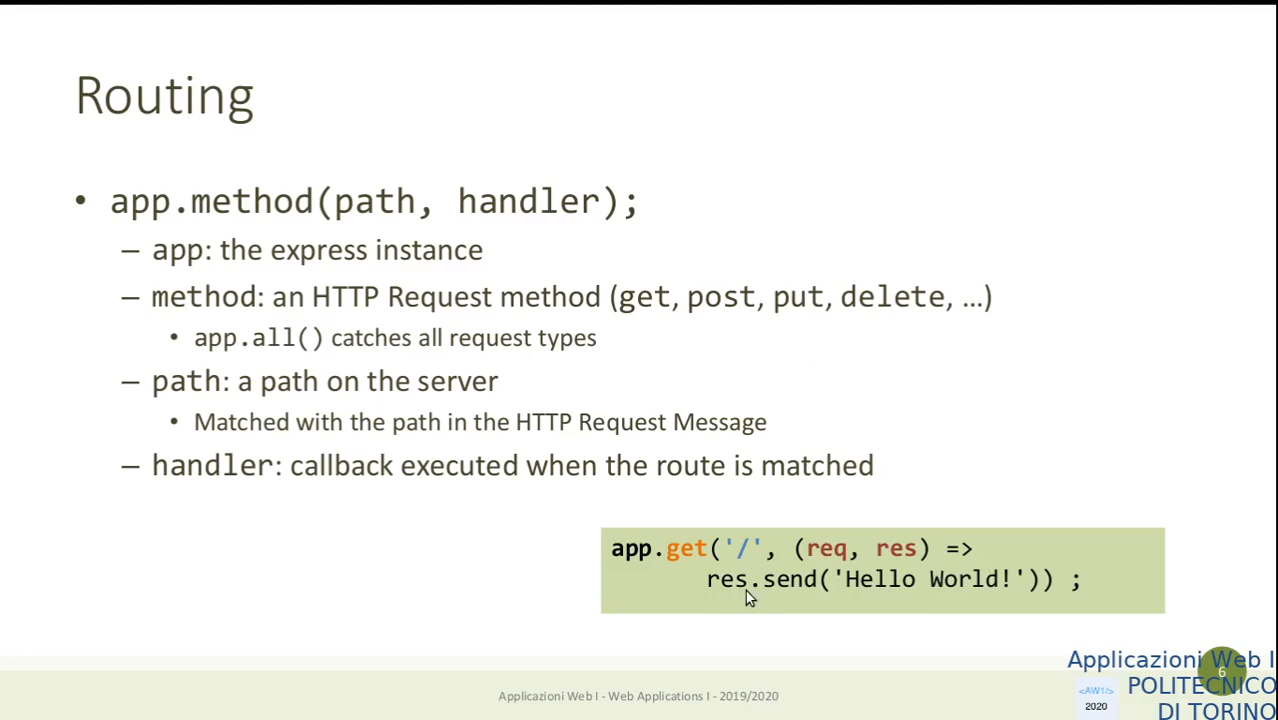 Routing
• app.method(path, handler);
– app: the express instance
– method: an HTTP Request method (get, post, put, delete, …)
• app.all() catches all request types
– path: a path on the server
• Matched with the path in the HTTP Request Message
– handler: callback executed when the route is matched
app.get('/', (req, res) =>
res.send('Hello World!')) ;
Applicazioni Web I - Web Applications I - 2019/2020
6
Applicazioni Web I
POLITECNICO
DI TORINO
<AW1/>
2020